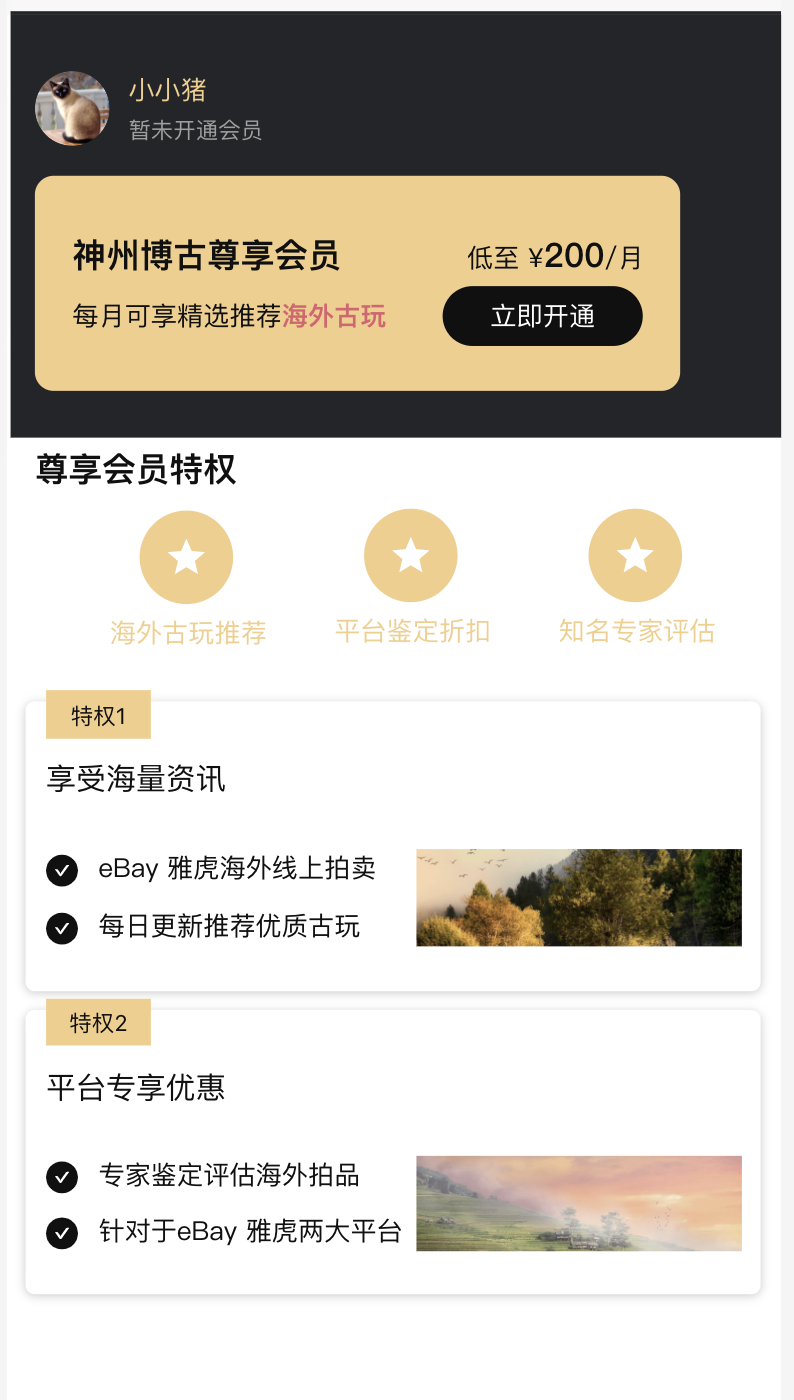 小小猪
暂未开通会员
神州博古尊享会员
低至 ¥200/月
每月可享精选推荐海外古玩
立即开通
尊享会员特权
海外古玩推荐
平台鉴定折扣
知名专家评估
特权1
享受海量资讯
eBay 雅虎海外线上拍卖
每日更新推荐优质古玩
特权2
平台专享优惠
专家鉴定评估海外拍品
针对于eBay 雅虎两大平台